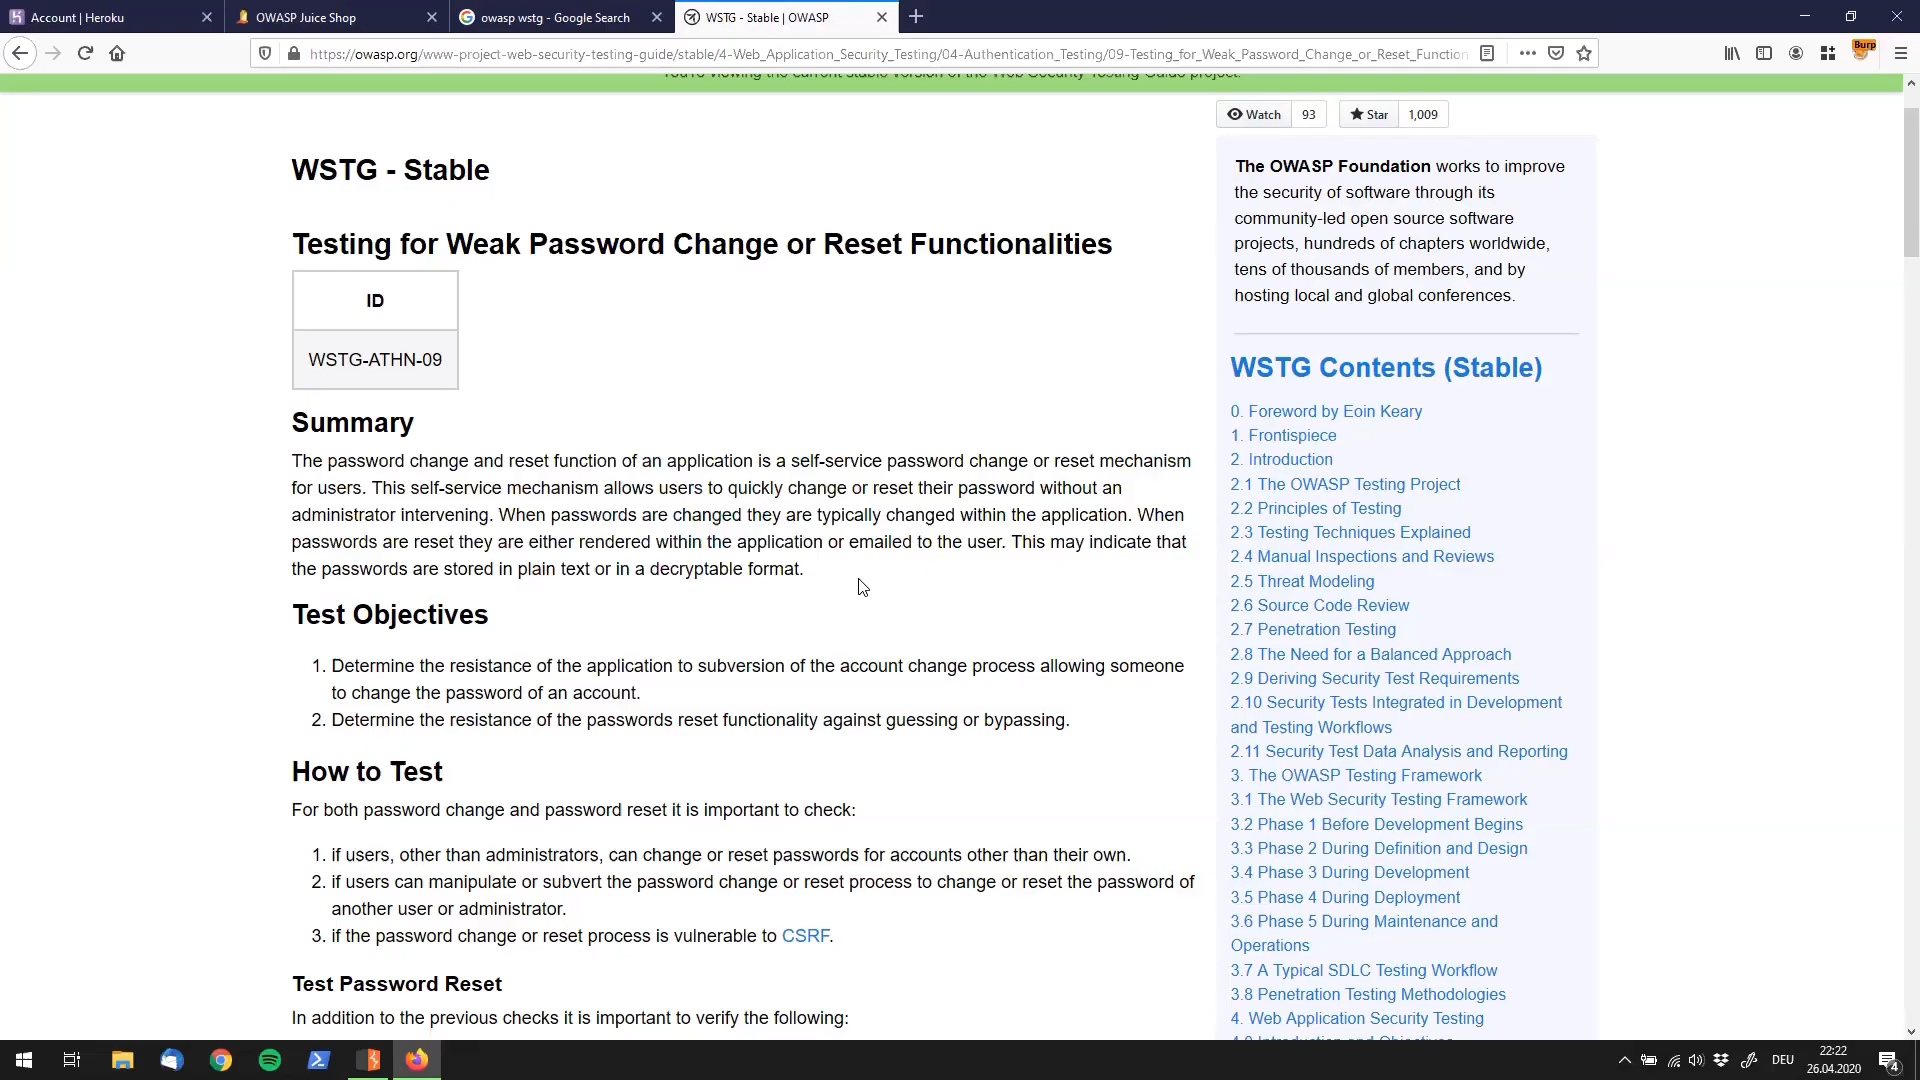 Account | Heroku
OWASP Juice Shop
owasp wstg - Google Search
WSTG - Stable | OWASP
https://owasp.org/www-project-web-security-testing-guide/stable/4-Web_Application_Security_Testing/04-Authentication_Testing/09-Testing_for_Weak_Password_Change_or_Reset_Function
Burp
You're viewing the current stable version of the Web Security Testing Guide project.
Watch 93 Star 1,009
WSTG - Stable
Testing for Weak Password Change or Reset Functionalities
ID
WSTG-ATHN-09
Summary
The password change and reset function of an application is a self-service password change or reset mechanism
for users. This self-service mechanism allows users to quickly change or reset their password without an
administrator intervening. When passwords are changed they are typically changed within the application. When
passwords are reset they are either rendered within the application or emailed to the user. This may indicate that
the passwords are stored in plain text or in a decryptable format.
Test Objectives
1. Determine the resistance of the application to subversion of the account change process allowing someone
to change the password of an account.
2. Determine the resistance of the passwords reset functionality against guessing or bypassing.
How to Test
For both password change and password reset it is important to check:
1. if users, other than administrators, can change or reset passwords for accounts other than their own.
2. if users can manipulate or subvert the password change or reset process to change or reset the password of
another user or administrator.
3. if the password change or reset process is vulnerable to CSRF.
Test Password Reset
In addition to the previous checks it is important to verify the following:
The OWASP Foundation works to improve
the security of software through its
community-led open source software
projects, hundreds of chapters worldwide,
tens of thousands of members, and by
hosting local and global conferences.
WSTG Contents (Stable)
0. Foreword by Eoin Keary
1. Frontispiece
2. Introduction
2.1 The OWASP Testing Project
2.2 Principles of Testing
2.3 Testing Techniques Explained
2.4 Manual Inspections and Reviews
2.5 Threat Modeling
2.6 Source Code Review
2.7 Penetration Testing
2.8 The Need for a Balanced Approach
2.9 Deriving Security Test Requirements
2.10 Security Tests Integrated in Development
and Testing Workflows
2.11 Security Test Data Analysis and Reporting
3. The OWASP Testing Framework
3.1 The Web Security Testing Framework
3.2 Phase 1 Before Development Begins
3.3 Phase 2 During Definition and Design
3.4 Phase 3 During Development
3.5 Phase 4 During Deployment
3.6 Phase 5 During Maintenance and
Operations
3.7 A Typical SDLC Testing Workflow
3.8 Penetration Testing Methodologies
4. Web Application Security Testing
4.0 Introduction and Objectives
DEU
22:22
26.04.2020
4